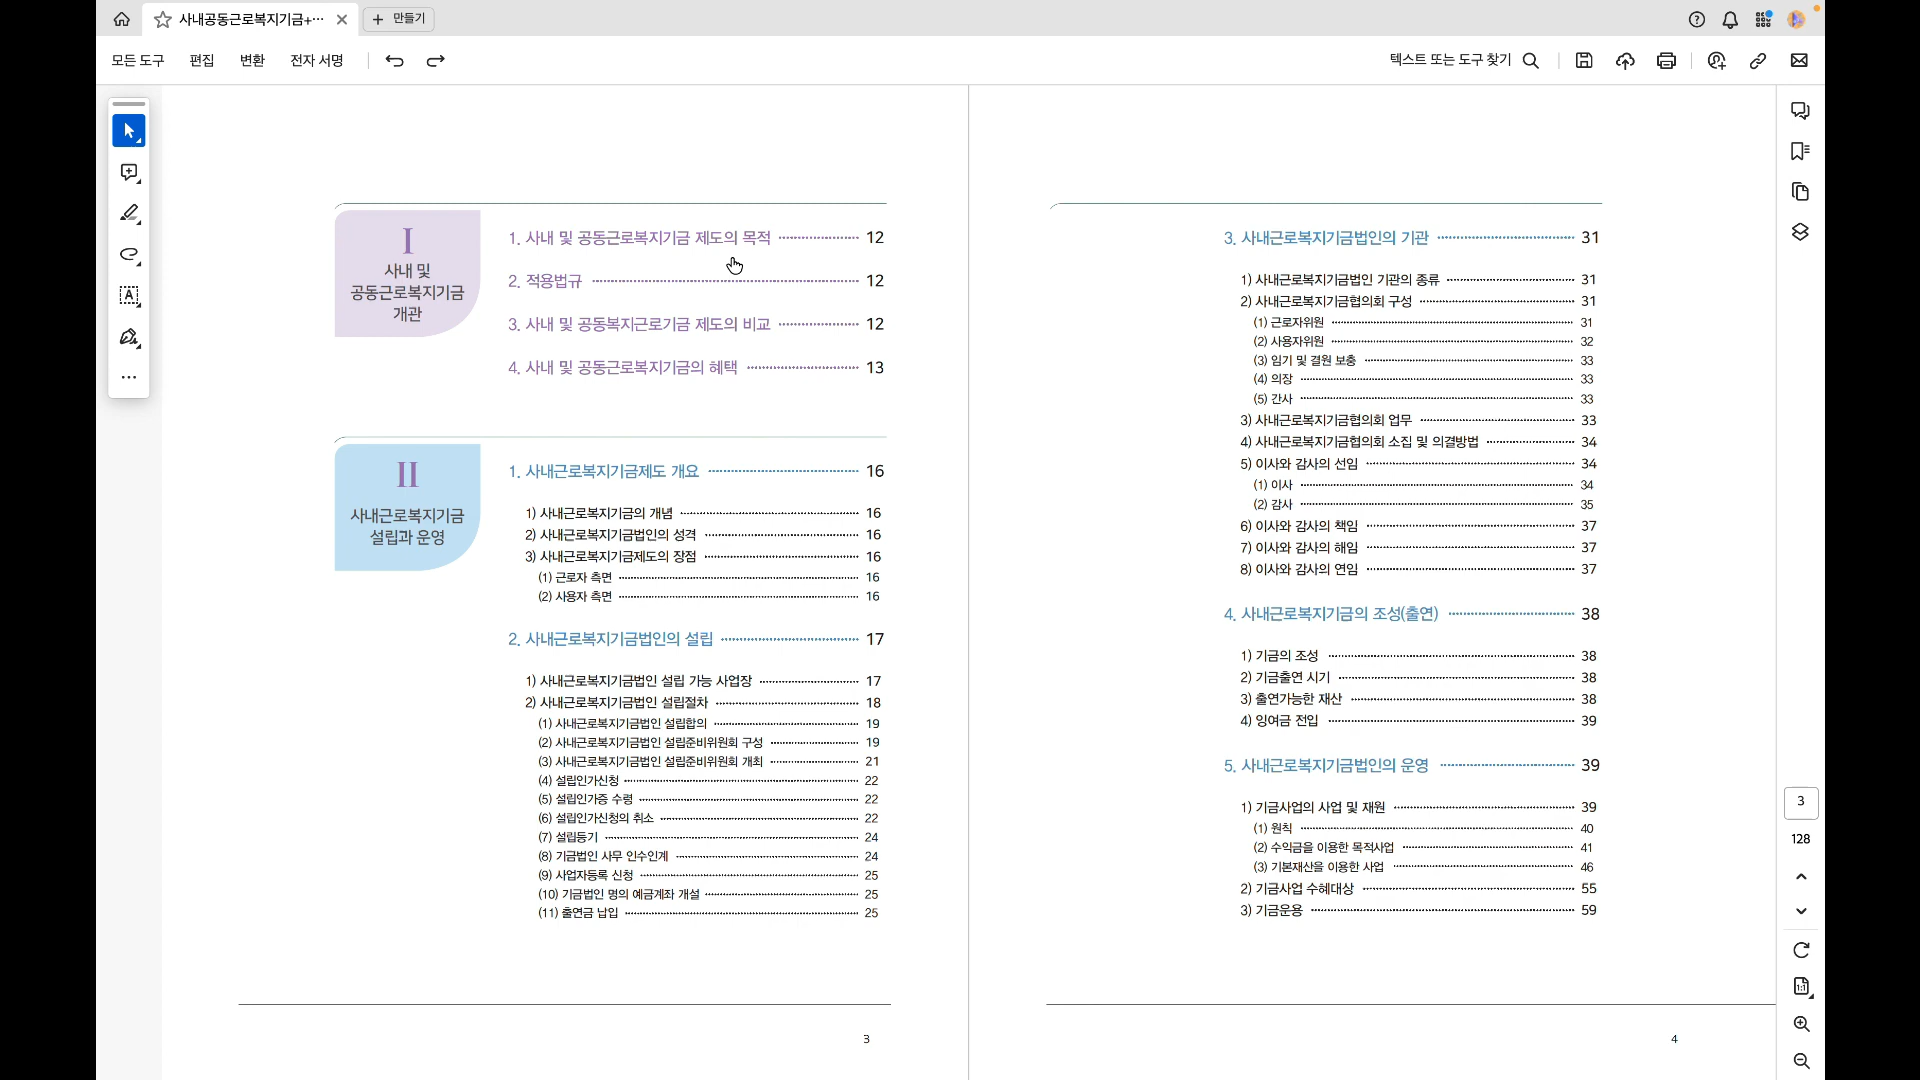 사내공동근로복지기금+···
만들기
모든 도구 편집 변환 전자 서명
텍스트 또는 도구 찾기
I
사내 및
공동근로복지기금
개관
1. 사내 및 공동근로복지기금 제도의 목적 12
2. 적용법규 12
3. 사내 및 공동복지근로기금 제도의 비교 12
4. 사내 및 공동근로복지기금의 혜택 13
II
사내근로복지기금
설립과 운영
1. 사내근로복지기금제도 개요 16
1) 사내근로복지기금의 개념 16
2) 사내근로복지기금법인의 성격 16
3) 사내근로복지기금제도의 장점 16
(1) 근로자 측면 16
(2) 사용자 측면 16
2. 사내근로복지기금법인의 설립 17
1) 사내근로복지기금법인 설립 가능 사업장 17
2) 사내근로복지기금법인 설립절차 18
(1) 사내근로복지기금법인 설립합의 19
(2) 사내근로복지기금법인 설립준비위원회 구성 19
(3) 사내근로복지기금법인 설립준비위원회 개최 21
(4) 설립인가신청 22
(5) 설립인가증 수령 22
(6) 설립인가신청의 취소 22
(7) 설립등기 24
(8) 기금법인 사무 인수인계 24
(9) 사업자등록 신청 25
(10) 기금법인 명의 예금계좌 개설 25
(11) 출연금 납입 25
3
3. 사내근로복지기금법인의 기관 31
1) 사내근로복지기금법인 기관의 종류 31
2) 사내근로복지기금협의회 구성 31
(1) 근로자위원 31
(2) 사용자위원 32
(3) 임기 및 결원 보충 33
(4) 의장 33
(5) 간사 33
3) 사내근로복지기금협의회 업무 33
4) 사내근로복지기금협의회 소집 및 의결방법 34
5) 이사와 감사의 선임 34
(1) 이사 34
(2) 감사 35
6) 이사와 감사의 책임 37
7) 이사와 감사의 해임 37
8) 이사와 감사의 연임 37
4. 사내근로복지기금의 조성(출연) 38
1) 기금의 조성 38
2) 기금출연 시기 38
3) 출연가능한 재산 38
4) 잉여금 전입 39
5. 사내근로복지기금법인의 운영 39
1) 기금사업의 사업 및 재원 39
(1) 원칙 40
(2) 수익금을 이용한 목적사업 41
(3) 기본재산을 이용한 사업 46
2) 기금사업 수혜대상 55
3) 기금운용 59
4
3
128
1:1